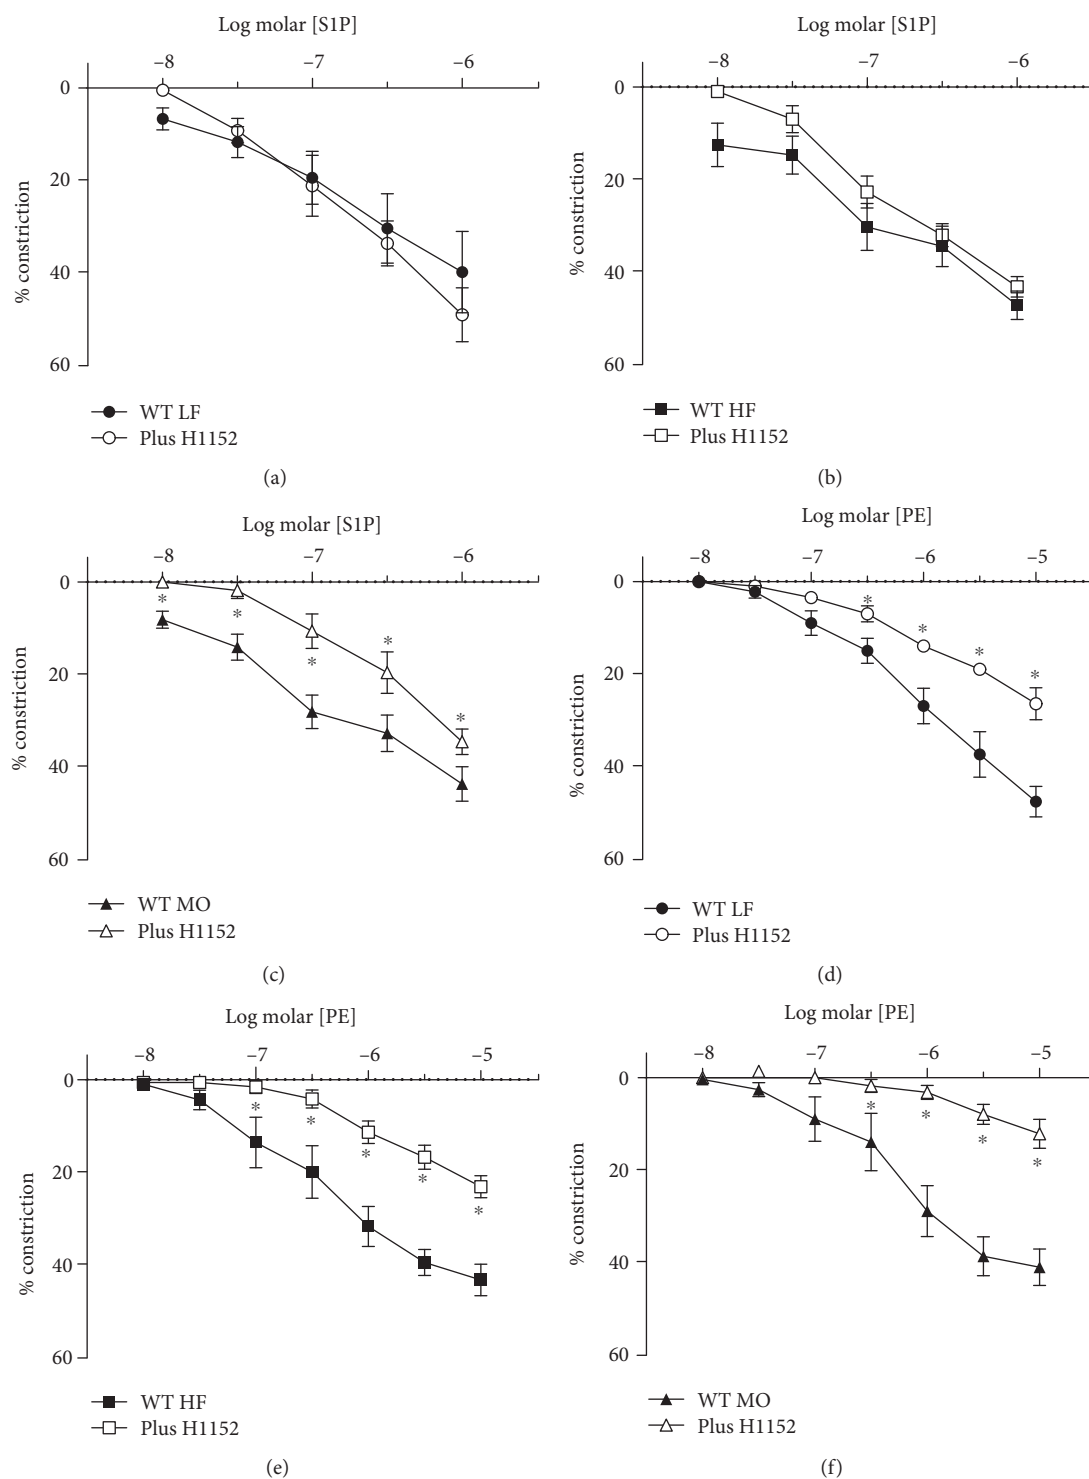 Log molar [S1P]
−8 −7 −6
0
20
40
60
% constriction
WT LF
Plus H1152
(a)
Log molar [S1P]
−8 −7 −6
0
20
40
60
% constriction
WT HF
Plus H1152
(b)
Log molar [S1P]
−8 −7 −6
0
20
40
60
% constriction
* * * * *
WT MO
Plus H1152
(c)
Log molar [PE]
−8 −7 −6 −5
0
20
40
60
% constriction
* * * *
WT LF
Plus H1152
(d)
Log molar [PE]
−8 −7 −6 −5
0
20
40
60
% constriction
* * * * *
WT HF
Plus H1152
(e)
Log molar [PE]
−8 −7 −6 −5
0
20
40
60
% constriction
* * * *
WT MO
Plus H1152
(f)